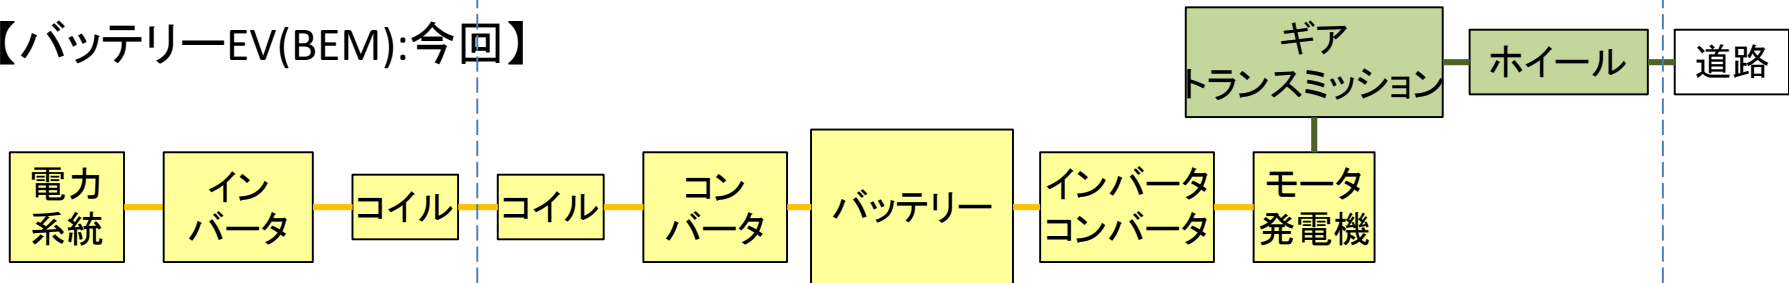 【バッテリーEV(BEM):今回】
ギア
トランスミッション
ホイール
道路
電力
系統
イン
バータ
コイル
コイル
コン
バータ
バッテリー
インバータ
コンバータ
モータ
発電機